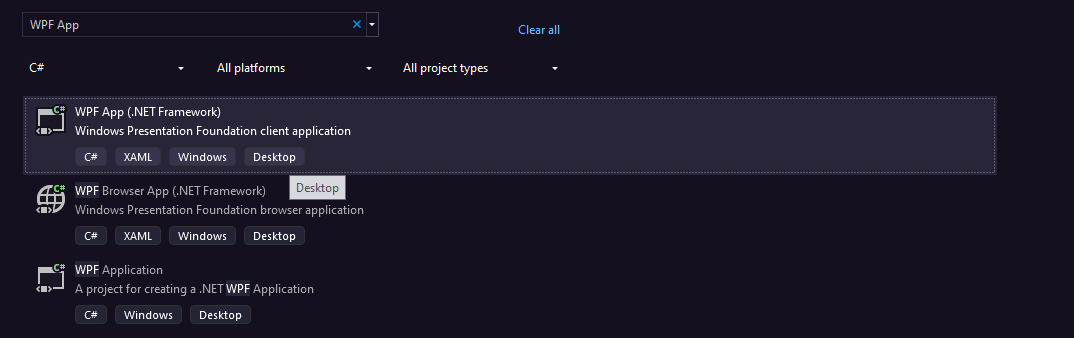 WPF App
Clear all
C# All platforms All project types
C#
WPF App (.NET Framework)
Windows Presentation Foundation client application
C# XAML Windows Desktop
Desktop
C#
WPF Browser App (.NET Framework)
Windows Presentation Foundation browser application
C# XAML Windows Desktop
C#
WPF Application
A project for creating a .NET WPF Application
C# Windows Desktop